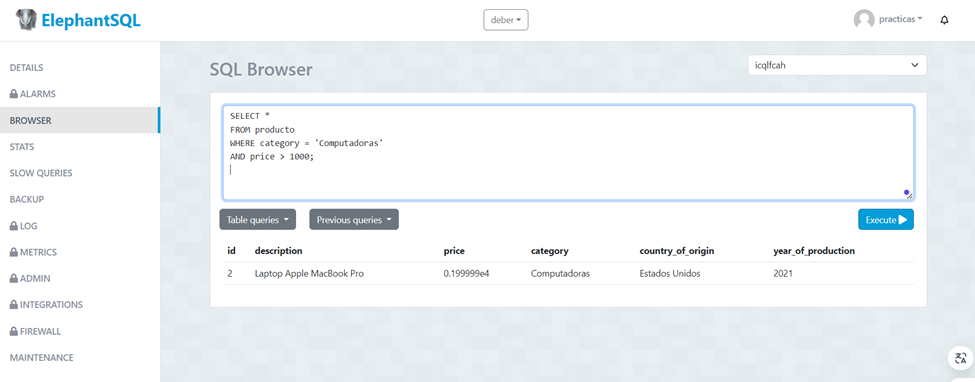 ElephantSQL
deber
practicas
DETAILS
ALARMS
BROWSER
STATS
SLOW QUERIES
BACKUP
LOG
METRICS
ADMIN
INTEGRATIONS
FIREWALL
MAINTENANCE
SQL Browser
icqlfcah
SELECT *
FROM producto
WHERE category = 'Computadoras'
AND price > 1000;
Table queries Previous queries Execute
id description price category country_of_origin year_of_production
2 Laptop Apple MacBook Pro 0.199999e4 Computadoras Estados Unidos 2021